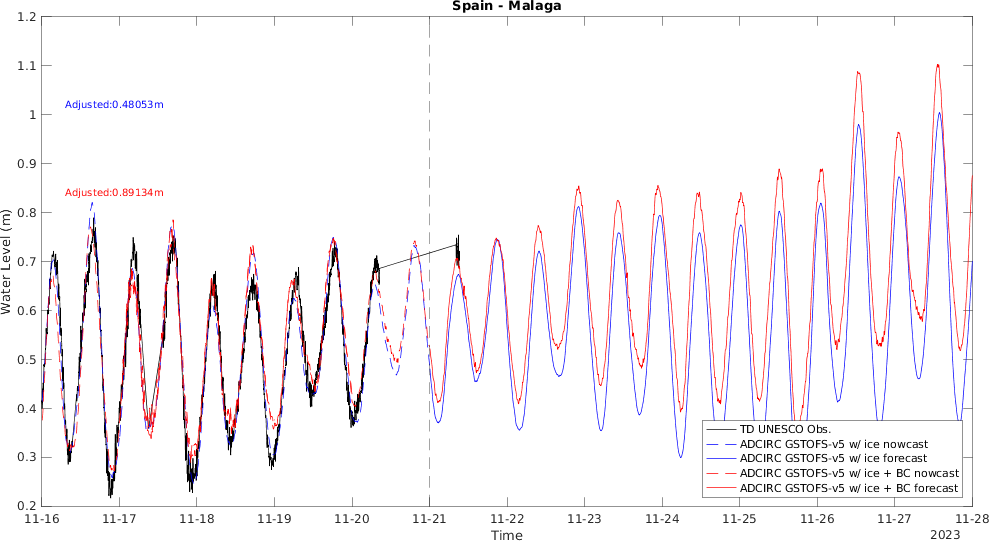 Spain - Malaga
1.2
1.1
1
0.9
0.8
0.7
0.6
0.5
0.4
0.3
0.2
Water Level (m)
Adjusted:0.48053m
Adjusted:0.89134m
TD UNESCO Obs.
ADCIRC GSTOFS-v5 w/ ice nowcast
ADCIRC GSTOFS-v5 w/ ice forecast
ADCIRC GSTOFS-v5 w/ ice + BC nowcast
ADCIRC GSTOFS-v5 w/ ice + BC forecast
11-16 11-17 11-18 11-19 11-20 11-21 11-22 11-23 11-24 11-25 11-26 11-27 11-28
Time
2023